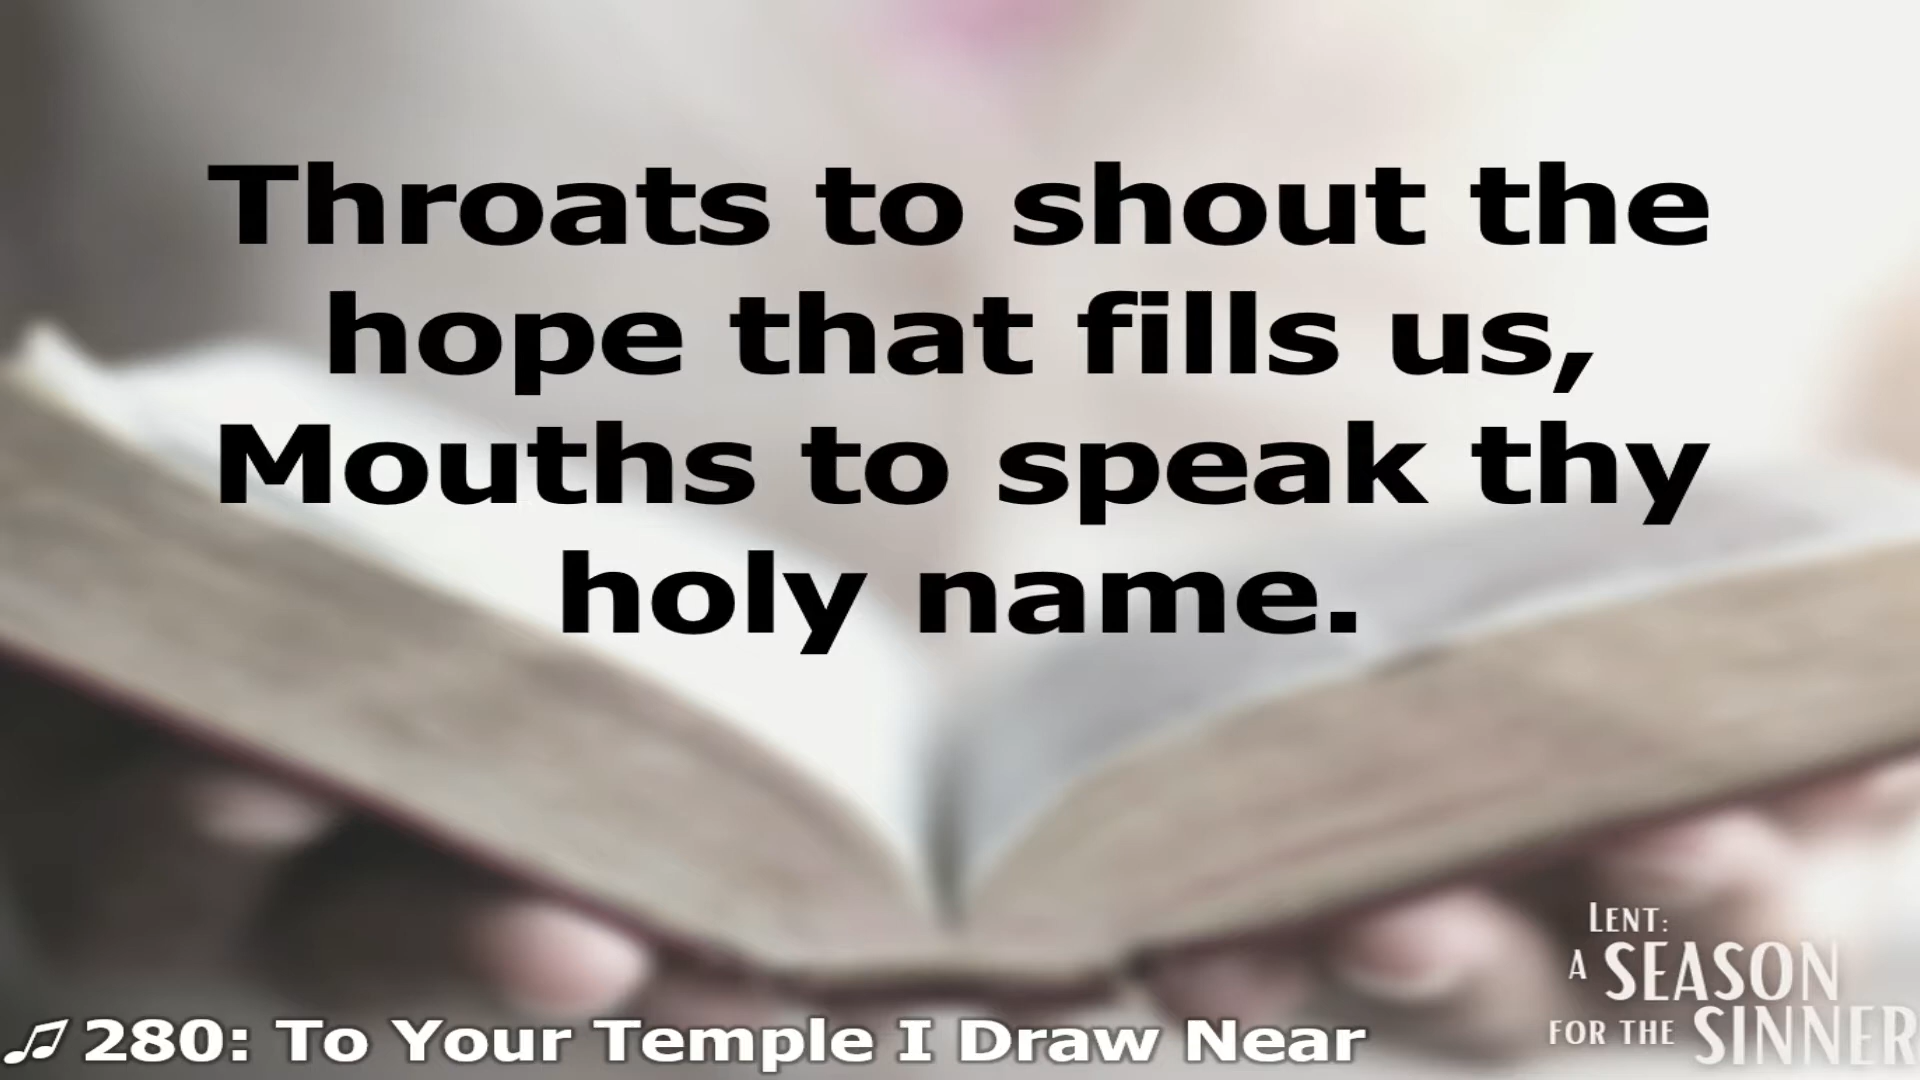 Throats to shout the
hope that fills us,
Mouths to speak thy
holy name.
280: To Your Temple I Draw Near
LENT:
A SEASON
FOR THE SINNER